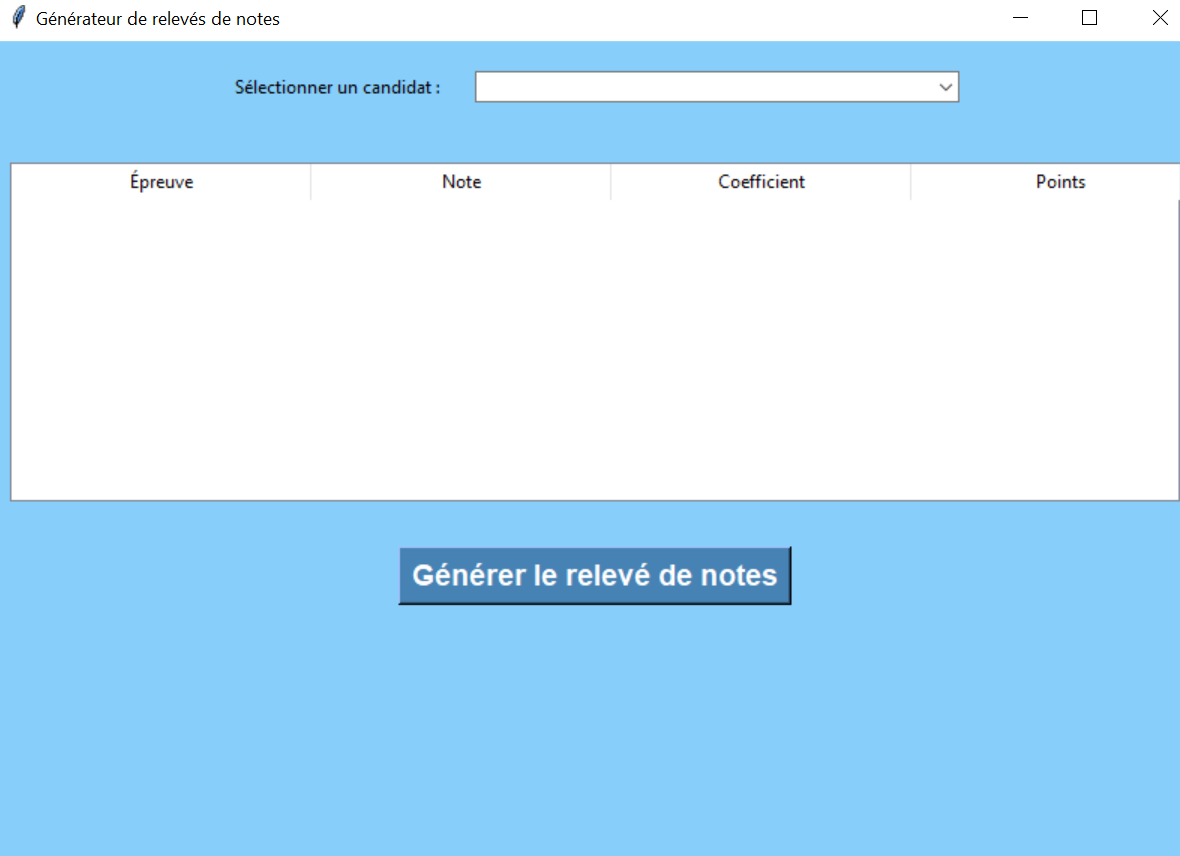 Générateur de relevés de notes
Sélectionner un candidat :
Épreuve Note Coefficient Points
Générer le relevé de notes